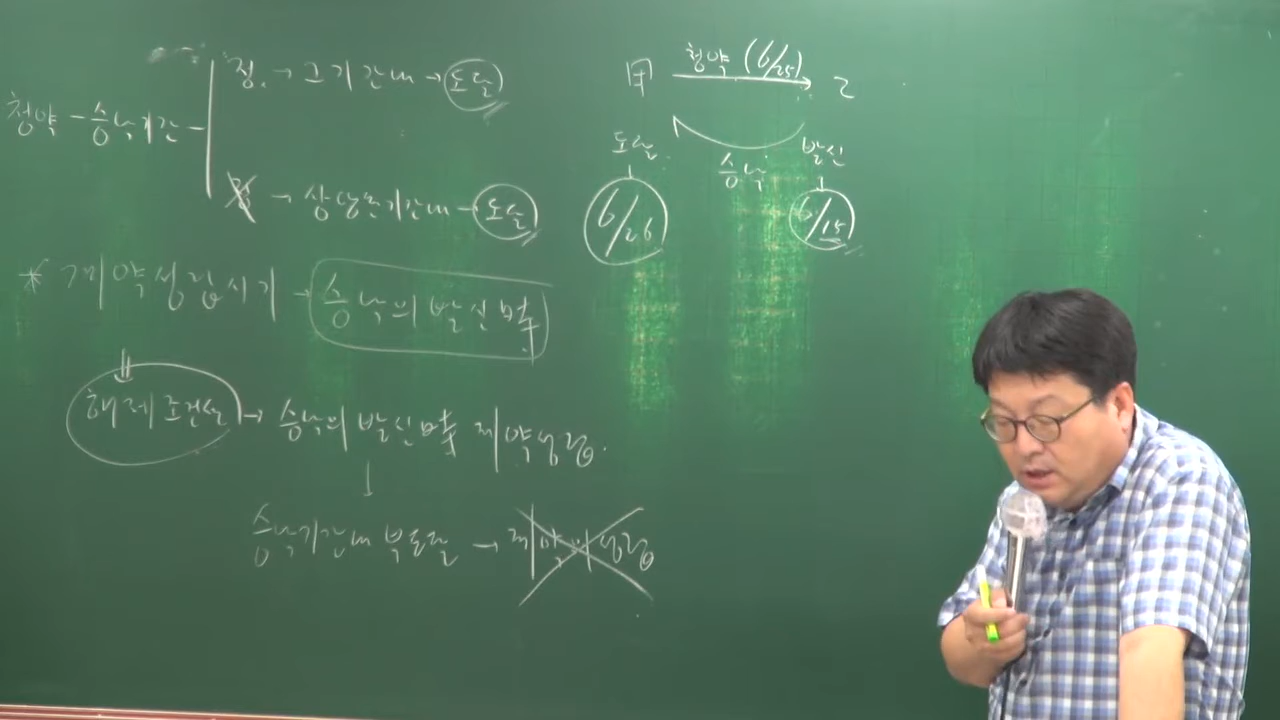 정. → 그 기간내 → 도달
청약 - 승낙기간 -
→ 상당한 기간내 → 도달
* 계약성립시기 → 승낙의 발신 時
해제조건설 → 승낙의 발신 時 계약성립.
↓
승낙기간내 부도달 → 계약 성립
甲 청약 (6/25) → 乙
도달 승낙 발신
6/26 6/15